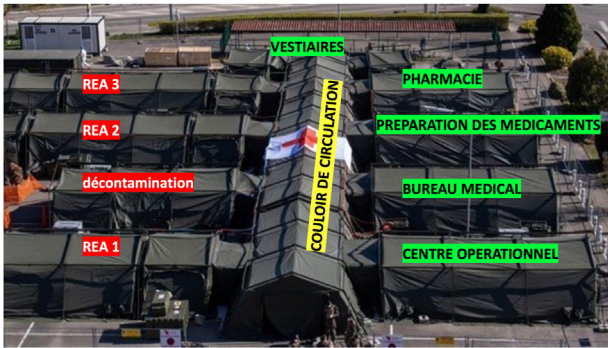 VESTIAIRES
REA 3
PHARMACIE
REA 2
PREPARATION DES MEDICAMENTS
COULOIR DE CIRCULATION
décontamination
BUREAU MEDICAL
REA 1
CENTRE OPERATIONNEL